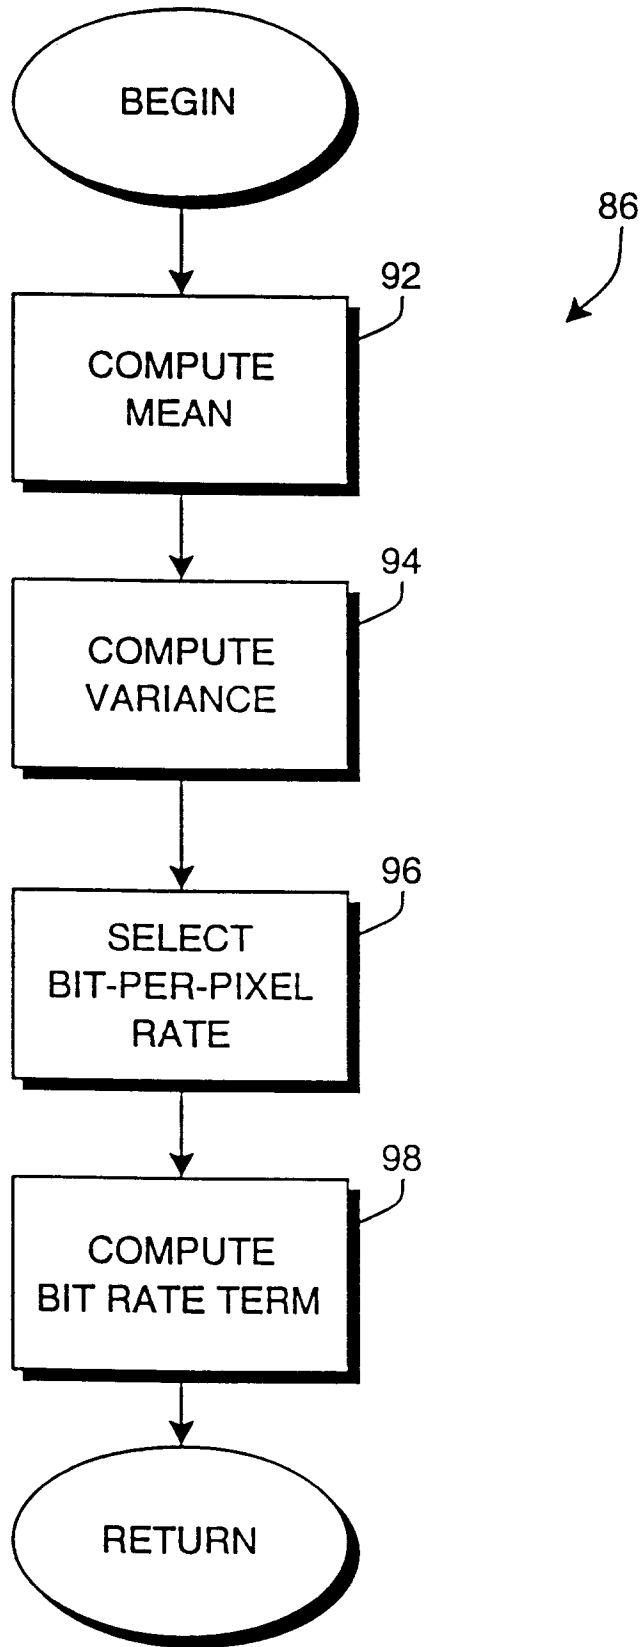 BEGIN
86
92
COMPUTE
MEAN
94
COMPUTE
VARIANCE
96
SELECT
BIT-PER-PIXEL
RATE
98
COMPUTE
BIT RATE TERM
RETURN